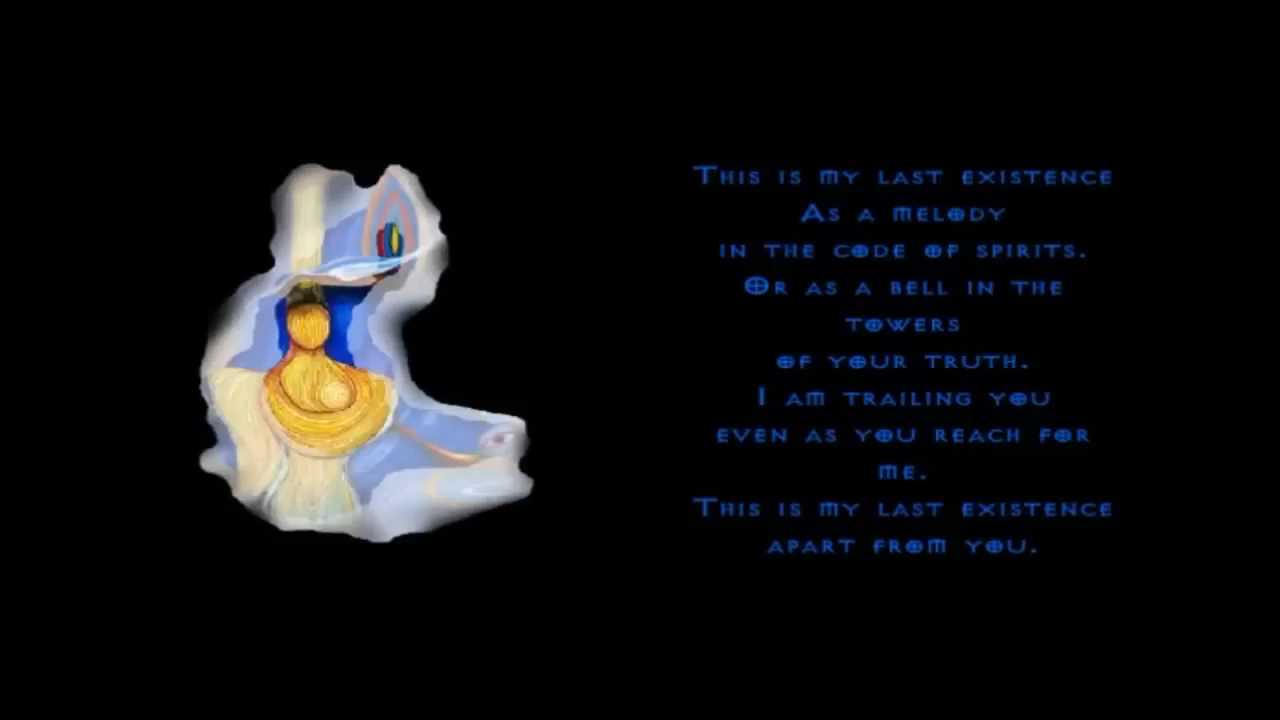 This is my last existence
As a melody
in the code of spirits.
Or as a bell in the
towers
of your truth.
I am trailing you
even as you reach for
me.
This is my last existence
apart from you.